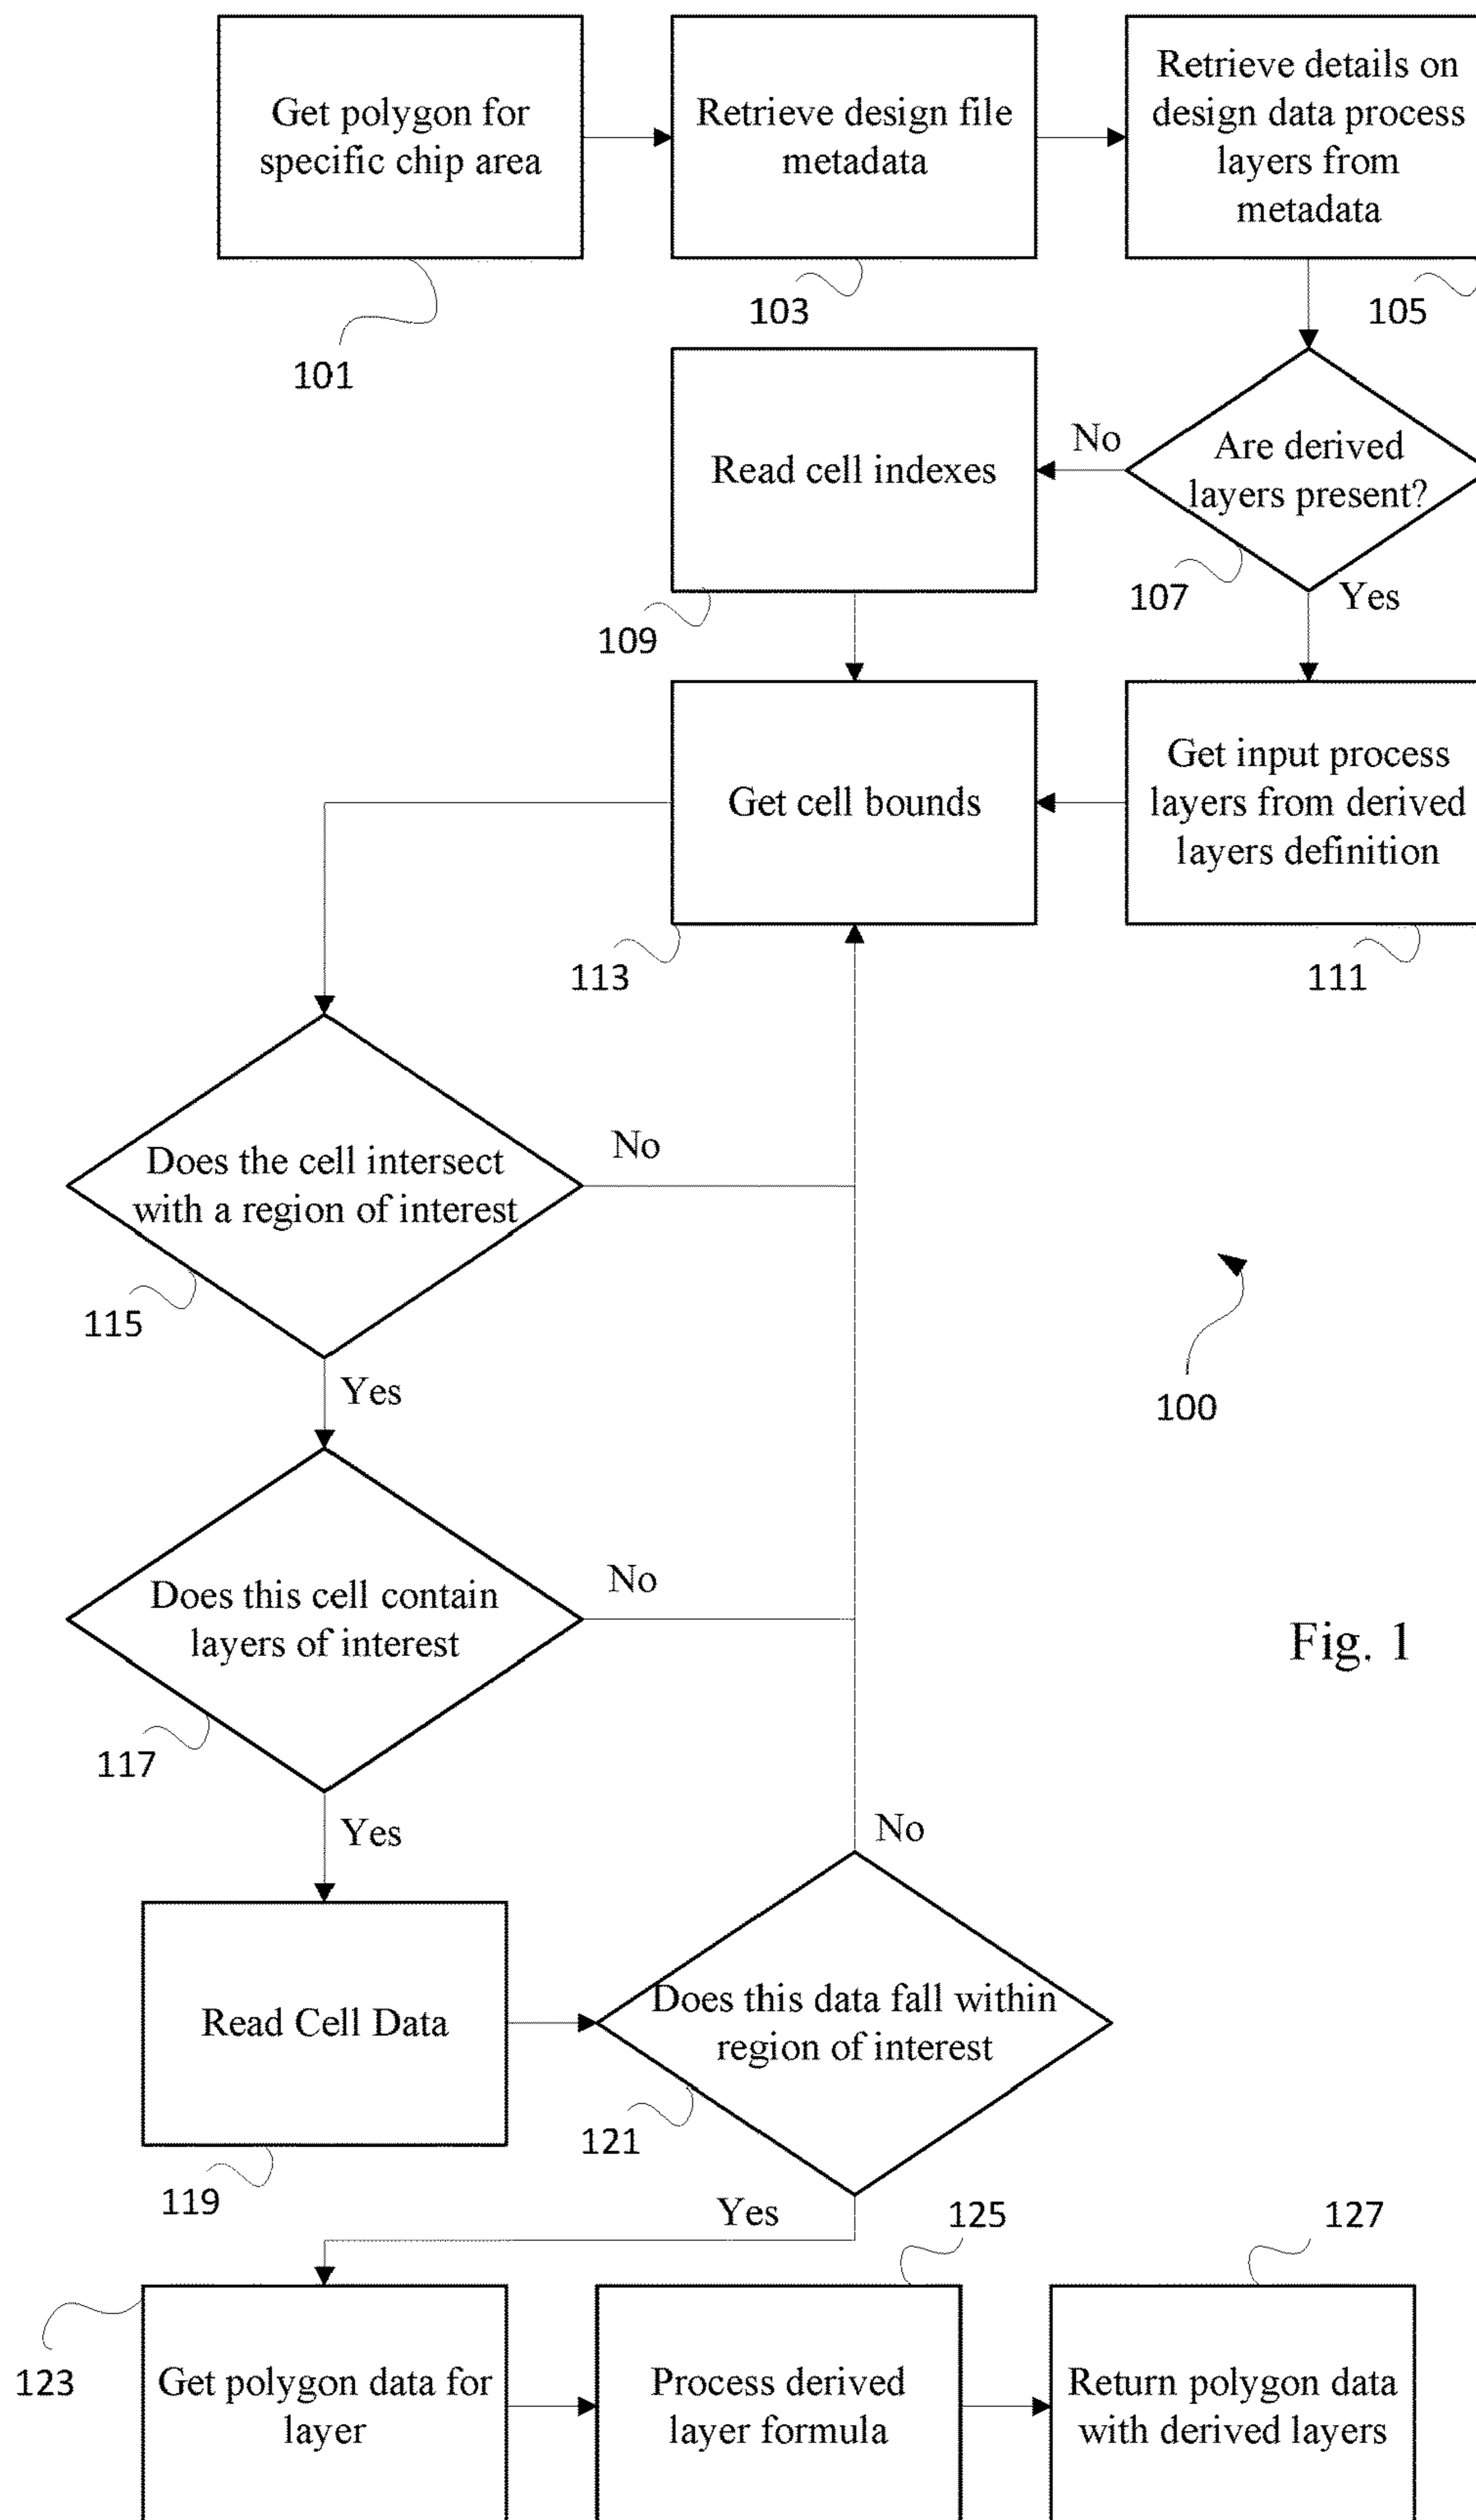 Get polygon for
specific chip area
101
Retrieve design file
metadata
103
Retrieve details on
design data process
layers from
metadata
105
Are derived
layers present?
107
No
Yes
Read cell indexes
109
Get input process
layers from derived
layers definition
111
Get cell bounds
113
Does the cell intersect
with a region of interest
115
No
Yes
100
Does this cell contain
layers of interest
117
No
Yes
Fig. 1
Read Cell Data
119
Does this data fall within
region of interest
121
No
Yes
Get polygon data for
layer
123
Process derived
layer formula
125
Return polygon data
with derived layers
127